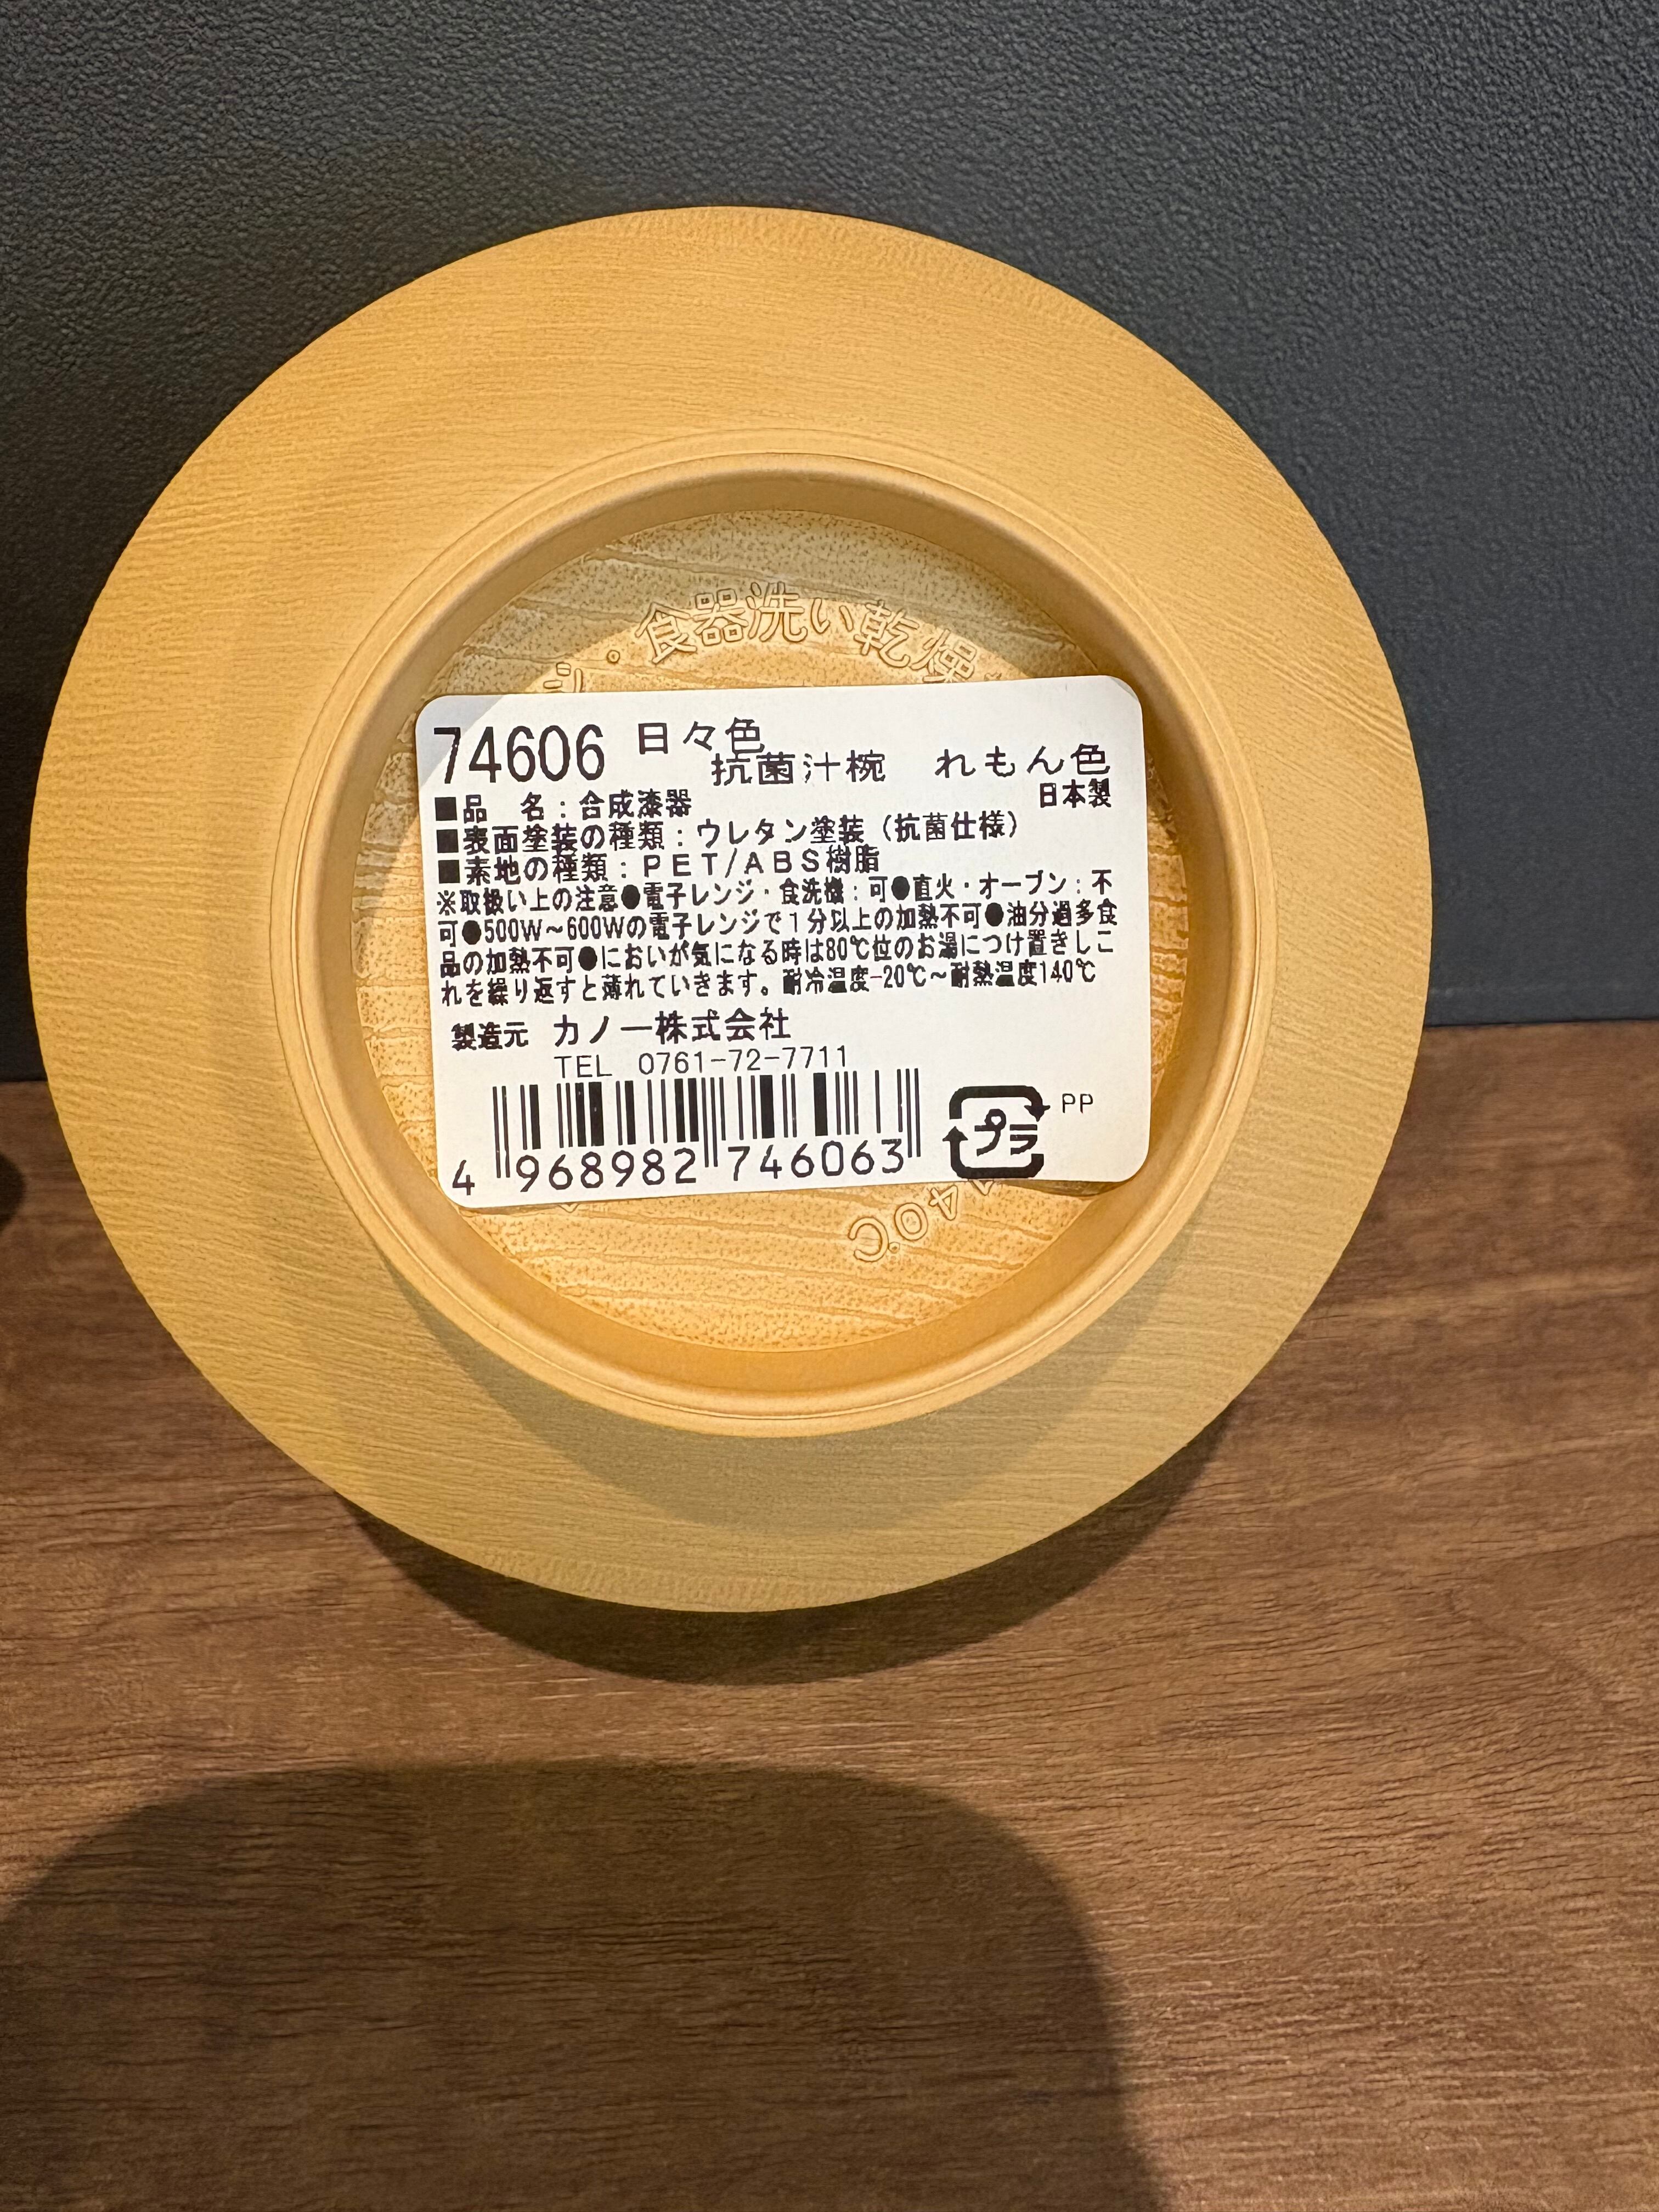 ・食器洗い乾燥
74606 日々色
抗菌汁椀　れもん色
日本製
■品　名：合成漆器
■表面塗装の種類：ウレタン塗装（抗菌仕様）
■素地の種類：ＰＥＴ/ＡＢＳ樹脂
※取扱い上の注意●電子レンジ・食洗機：可●直火・オーブン：不
可●500W～600Wの電子レンジで１分以上の加熱不可●油分過多食
品の加熱不可●においが気になる時は80℃位のお湯につけ置きしこ
れを繰り返すと薄れていきます。耐冷温度-20℃～耐熱温度140℃
製造元　カノー株式会社
TEL 0761-72-7711
4 968982 746063
プラ PP
140℃